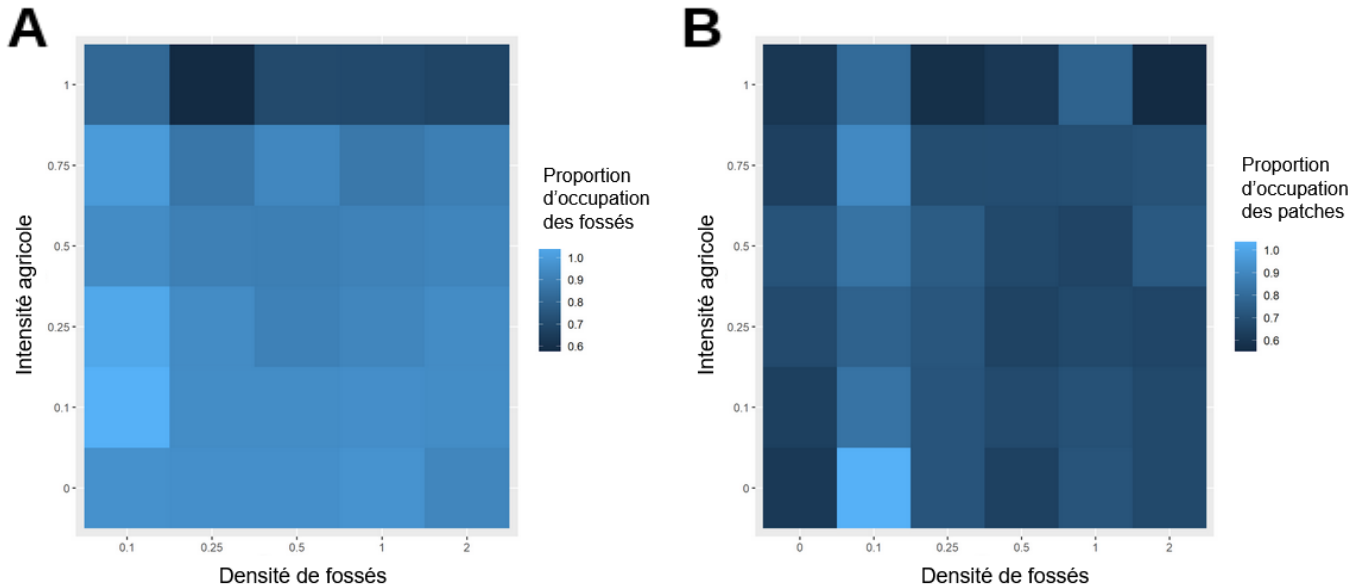 A
Intensité agricole
1
0.75
0.5
0.25
0.1
0
0.1
0.25
0.5
1
2
Densité de fossés
Proportion
d’occupation
des fossés
1.0
0.9
0.8
0.7
0.6
B
Intensité agricole
1
0.75
0.5
0.25
0.1
0
0
0.1
0.25
0.5
1
2
Densité de fossés
Proportion
d’occupation
des patches
1.0
0.9
0.8
0.7
0.6